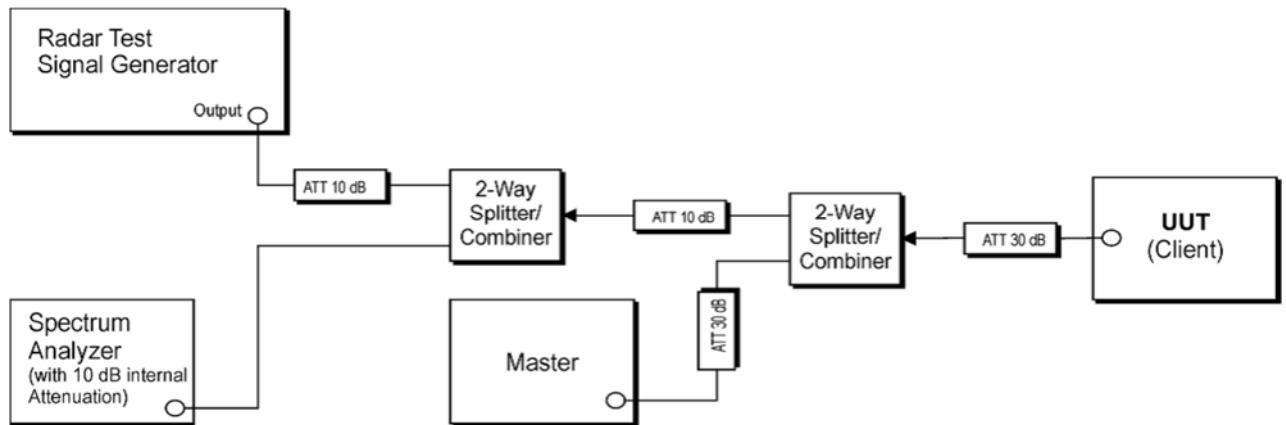 Radar Test
Signal Generator
Output
ATT 10 dB
2-Way
Splitter/
Combiner
ATT 10 dB
2-Way
Splitter/
Combiner
ATT 30 dB
UUT
(Client)
Spectrum
Analyzer
(with 10 dB internal
Attenuation)
Master
ATT 30 dB